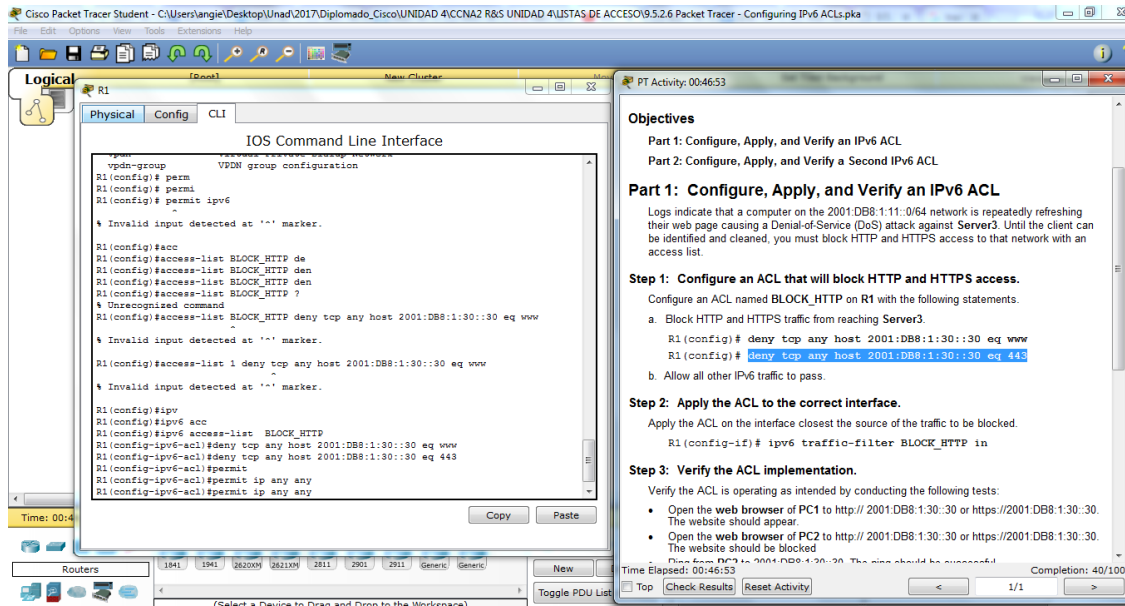 Cisco Packet Tracer Student - C:\Users\angie\Desktop\Unad\2017\Diplomado_Cisco\UNIDAD 4\CCNA2 R&S UNIDAD 4\LISTAS DE ACCESO\9.5.2.6 Packet Tracer - Configuring IPv6 ACLs.pka
File Edit Options View Tools Extensions Help
Logical
[Root]
New Cluster
R1
Physical Config CLI
IOS Command Line Interface
vpdn-group VPDN group configuration
R1(config)# perm
R1(config)# permi
R1(config)# permit ipv6
^
% Invalid input detected at '^' marker.
R1(config)#acc
R1(config)#access-list BLOCK_HTTP de
R1(config)#access-list BLOCK_HTTP den
R1(config)#access-list BLOCK_HTTP den
R1(config)#access-list BLOCK_HTTP ?
% Unrecognized command
R1(config)#access-list BLOCK_HTTP deny tcp any host 2001:DB8:1:30::30 eq www
^
% Invalid input detected at '^' marker.
R1(config)#access-list 1 deny tcp any host 2001:DB8:1:30::30 eq www
^
% Invalid input detected at '^' marker.
R1(config)#ipv
R1(config)#ipv6 acc
R1(config)#ipv6 access-list BLOCK_HTTP
R1(config-ipv6-acl)#deny tcp any host 2001:DB8:1:30::30 eq www
R1(config-ipv6-acl)#deny tcp any host 2001:DB8:1:30::30 eq 443
R1(config-ipv6-acl)#permit
R1(config-ipv6-acl)#permit ip any any
R1(config-ipv6-acl)#permit ip any any
Copy Paste
Time: 00:4
Routers
1841 1941 2620XM 2621XM 2811 2901 2911 Generic Generic
(Select a Device to Drag and Drop to the Workspace)
New
Toggle PDU List
PT Activity: 00:46:53
Objectives
Part 1: Configure, Apply, and Verify an IPv6 ACL
Part 2: Configure, Apply, and Verify a Second IPv6 ACL
Part 1: Configure, Apply, and Verify an IPv6 ACL
Logs indicate that a computer on the 2001:DB8:1:11::0/64 network is repeatedly refreshing
their web page causing a Denial-of-Service (DoS) attack against Server3. Until the client can
be identified and cleaned, you must block HTTP and HTTPS access to that network with an
access list.
Step 1: Configure an ACL that will block HTTP and HTTPS access.
Configure an ACL named BLOCK_HTTP on R1 with the following statements.
a. Block HTTP and HTTPS traffic from reaching Server3.
R1(config)# deny tcp any host 2001:DB8:1:30::30 eq www
R1(config)# deny tcp any host 2001:DB8:1:30::30 eq 443
b. Allow all other IPv6 traffic to pass.
Step 2: Apply the ACL to the correct interface.
Apply the ACL on the interface closest the source of the traffic to be blocked.
R1(config-if)# ipv6 traffic-filter BLOCK_HTTP in
Step 3: Verify the ACL implementation.
Verify the ACL is operating as intended by conducting the following tests:
• Open the web browser of PC1 to http:// 2001:DB8:1:30::30 or https://2001:DB8:1:30::30.
The website should appear.
• Open the web browser of PC2 to http://2001:DB8:1:30::30 or https://2001:DB8:1:30::30.
The website should be blocked
• Ping from PC2 to 2001:DB8:1:30::30. The ping should be successful
Time Elapsed: 00:46:53 Completion: 40/100
Top Check Results Reset Activity < 1/1 >